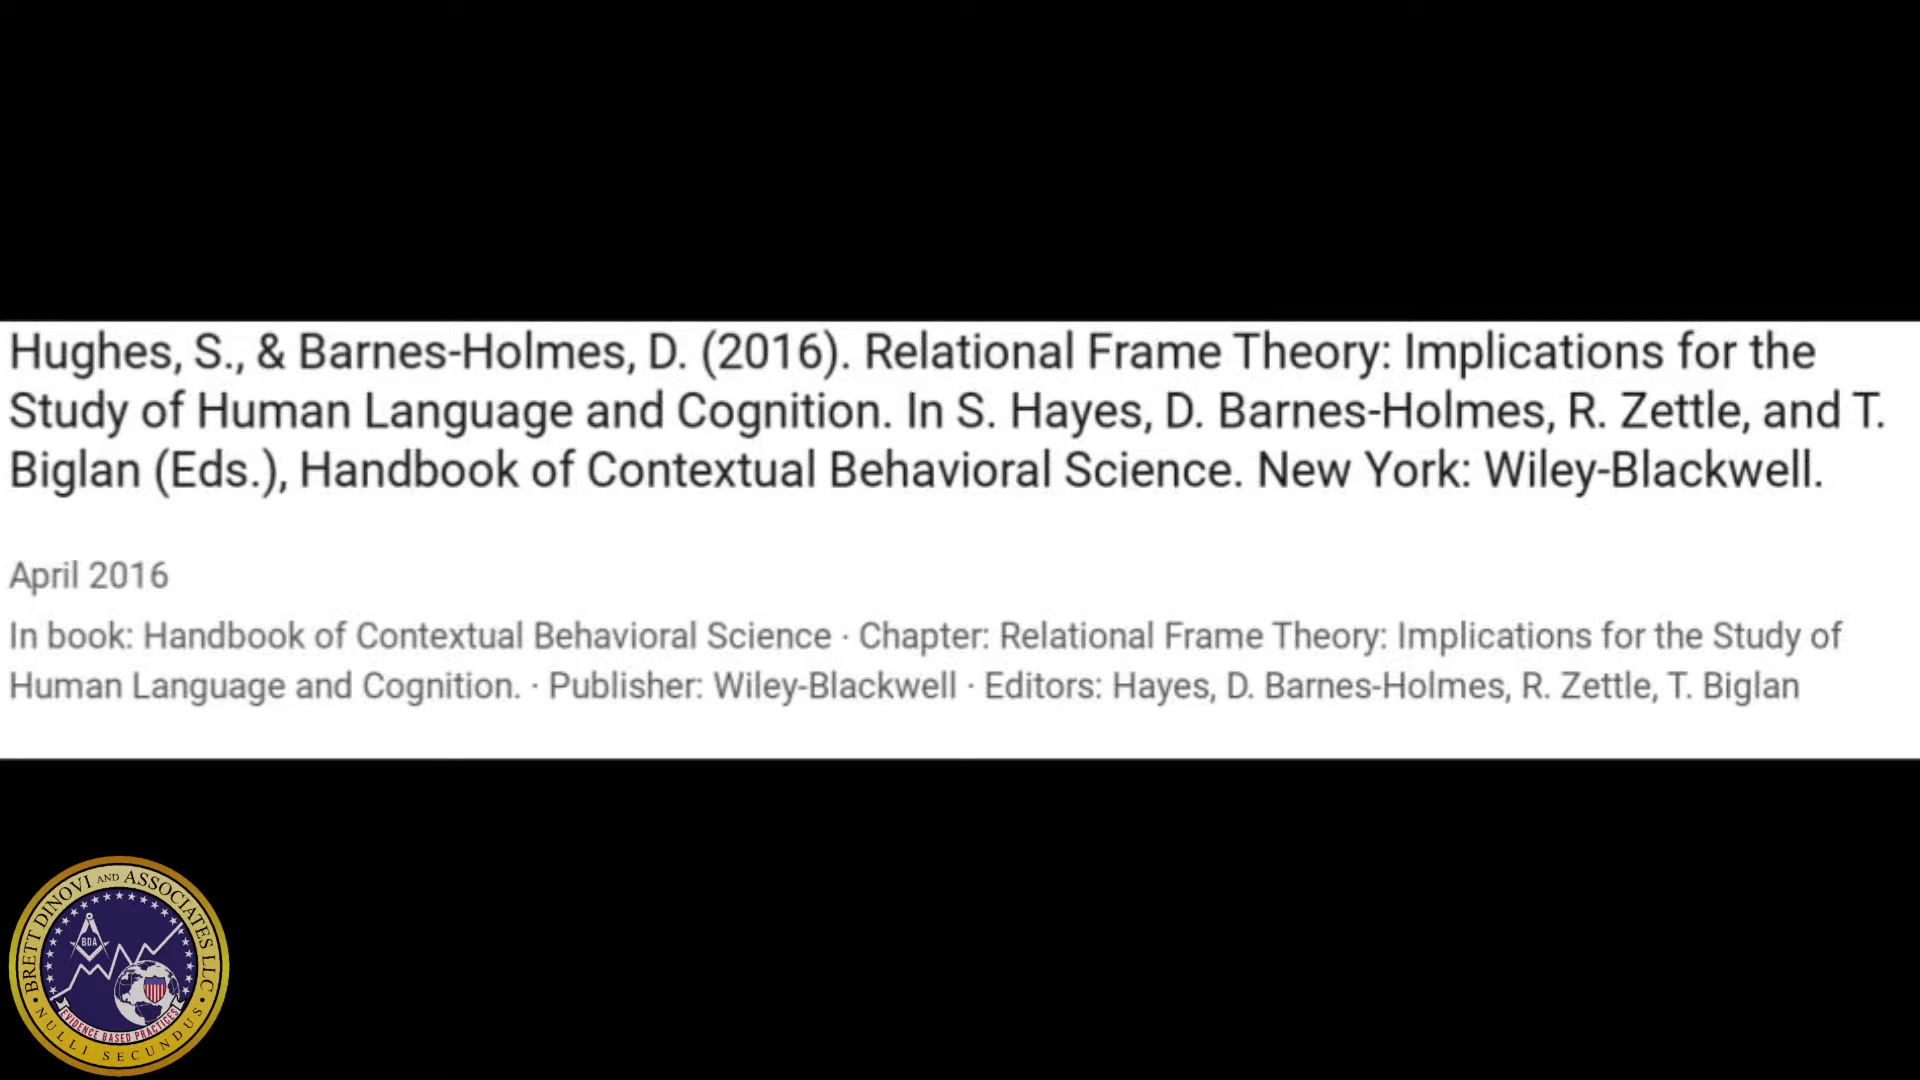 Hughes, S., & Barnes-Holmes, D. (2016). Relational Frame Theory: Implications for the
Study of Human Language and Cognition. In S. Hayes, D. Barnes-Holmes, R. Zettle, and T.
Biglan (Eds.), Handbook of Contextual Behavioral Science. New York: Wiley-Blackwell.
April 2016
In book: Handbook of Contextual Behavioral Science · Chapter: Relational Frame Theory: Implications for the Study of
Human Language and Cognition. · Publisher: Wiley-Blackwell · Editors: Hayes, D. Barnes-Holmes, R. Zettle, T. Biglan
BRETT DINOVI AND ASSOCIATES LLC
BDA
EVIDENCE BASED PRACTICES
NULLI SECUNDUS